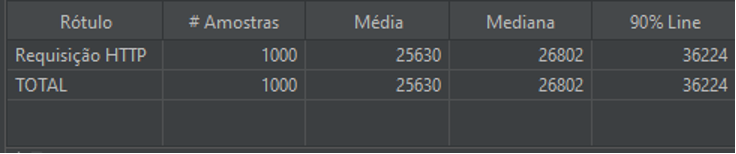 Rótulo # Amostras Média Mediana 90% Line
Requisição HTTP 1000 25630 26802 36224
TOTAL 1000 25630 26802 36224